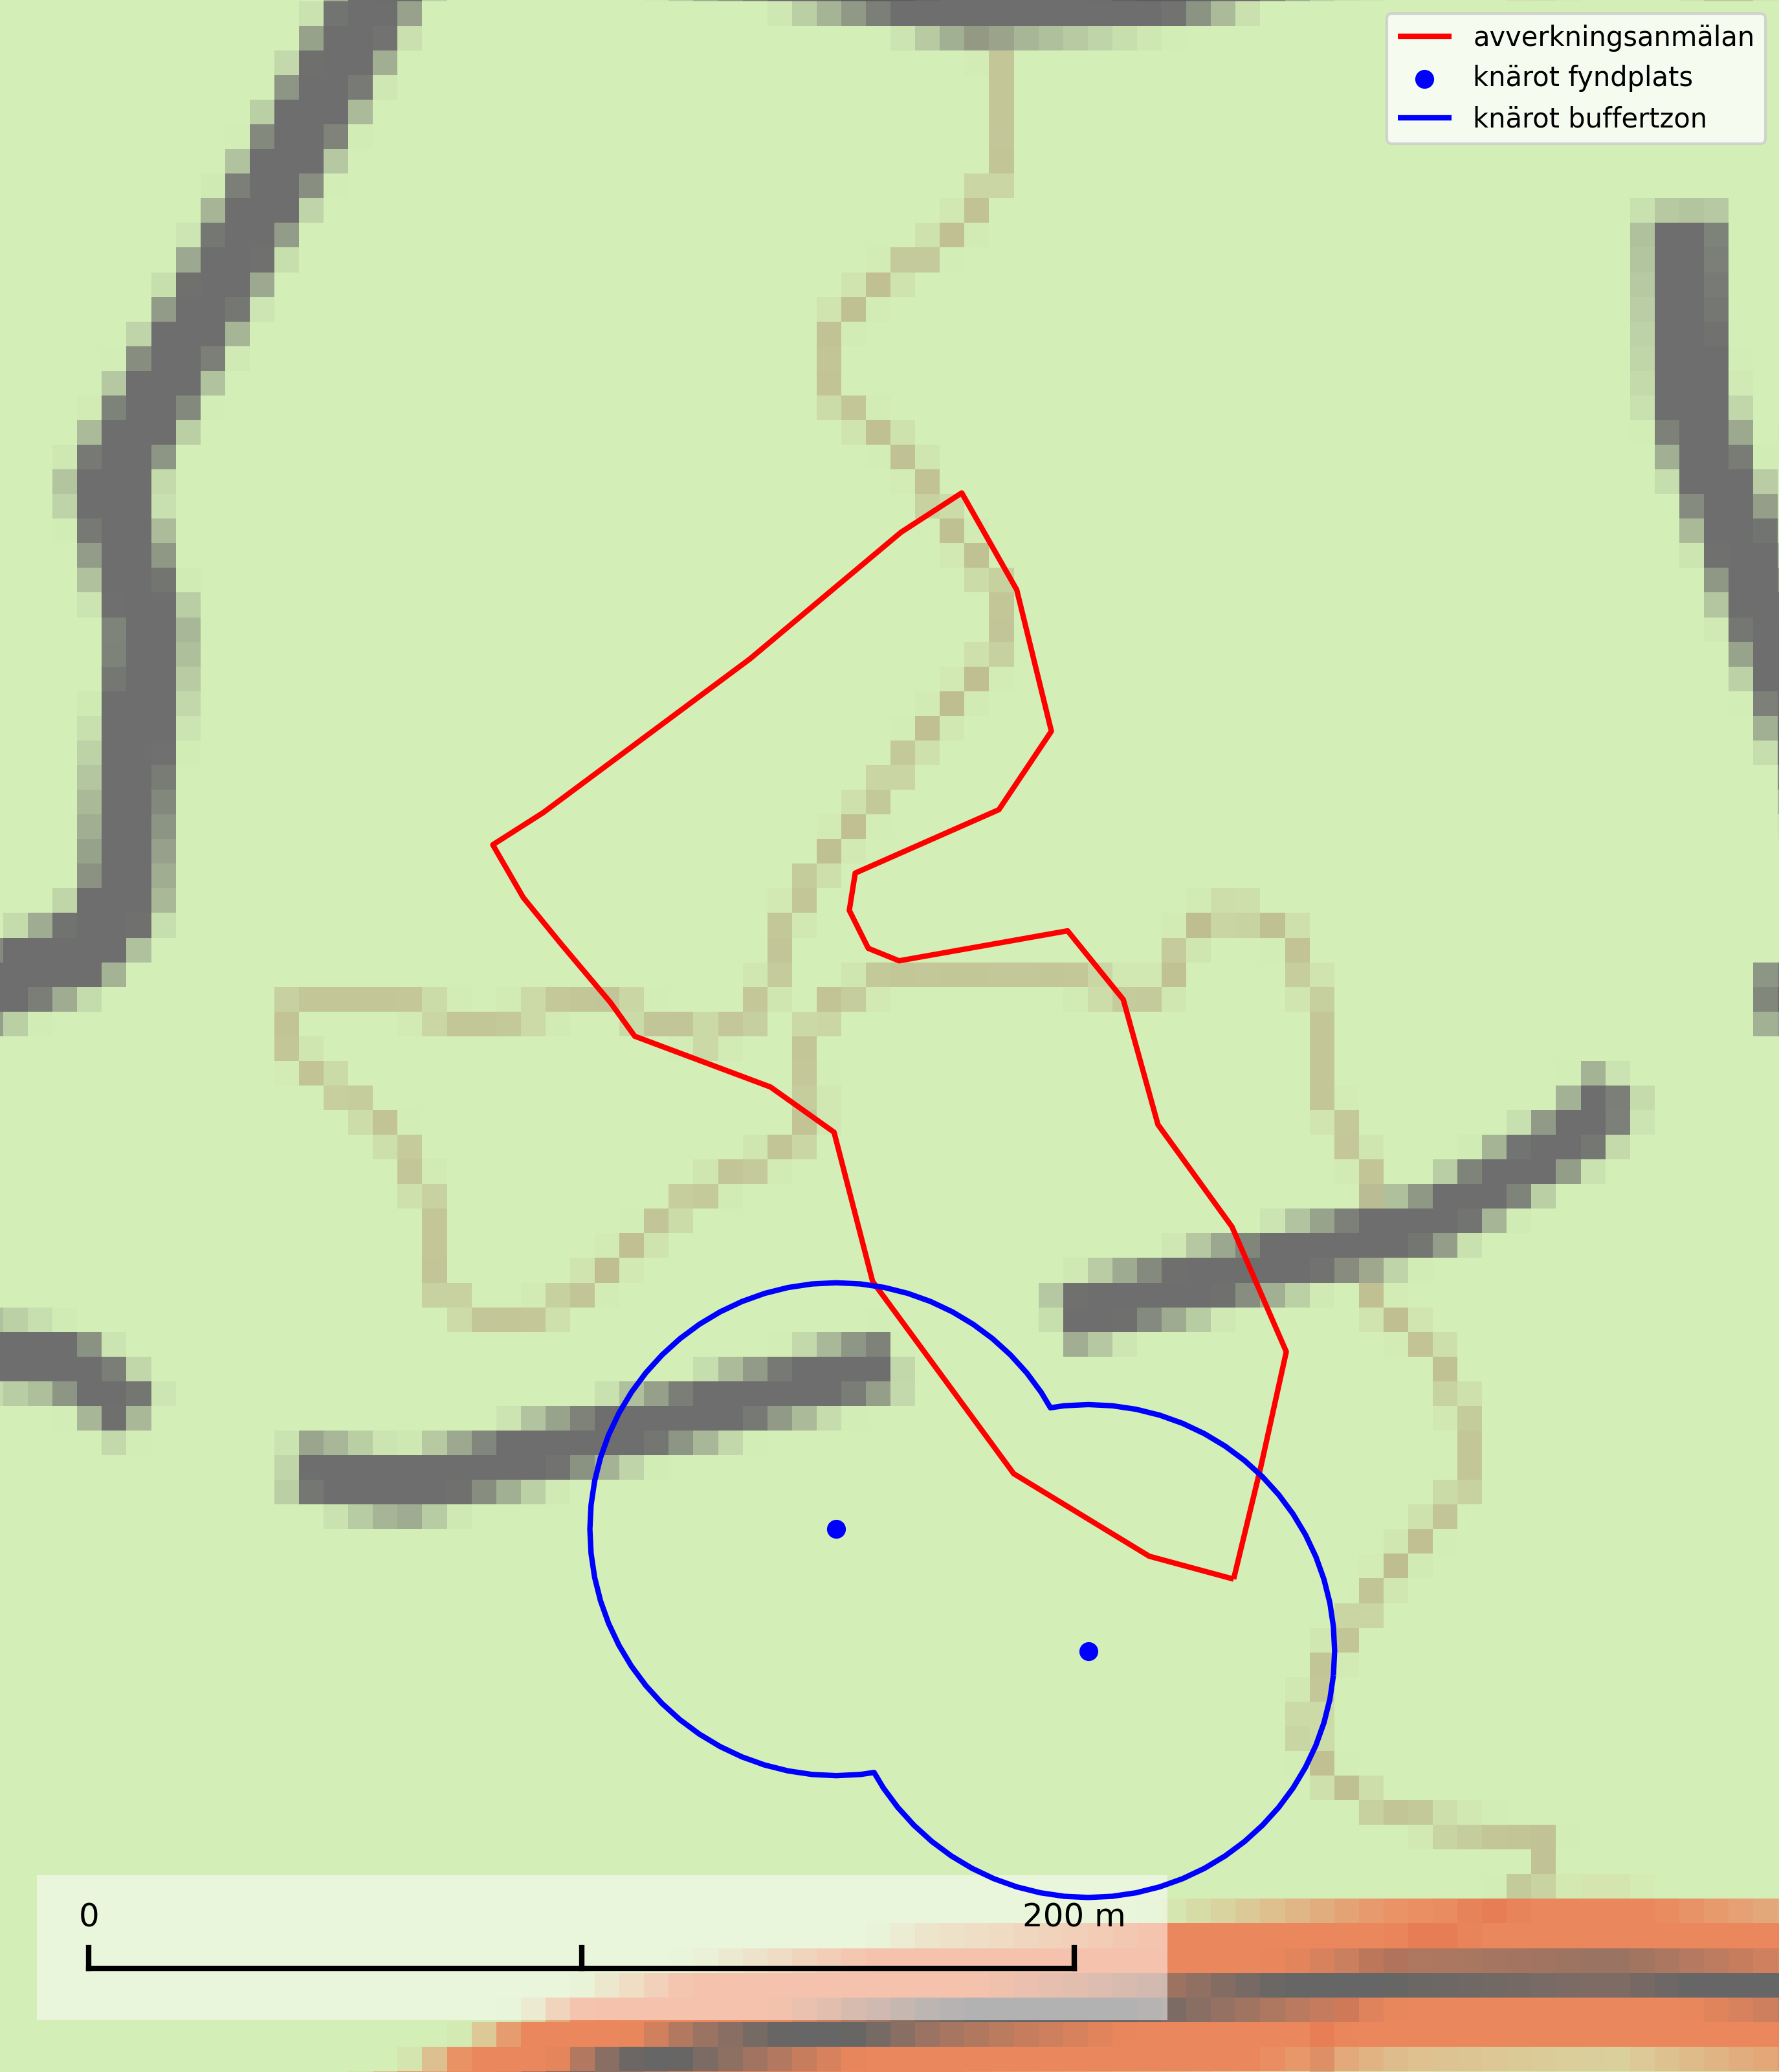 avverkningsanmälan
knärot fyndplats
knärot buffertzon
0 200 m